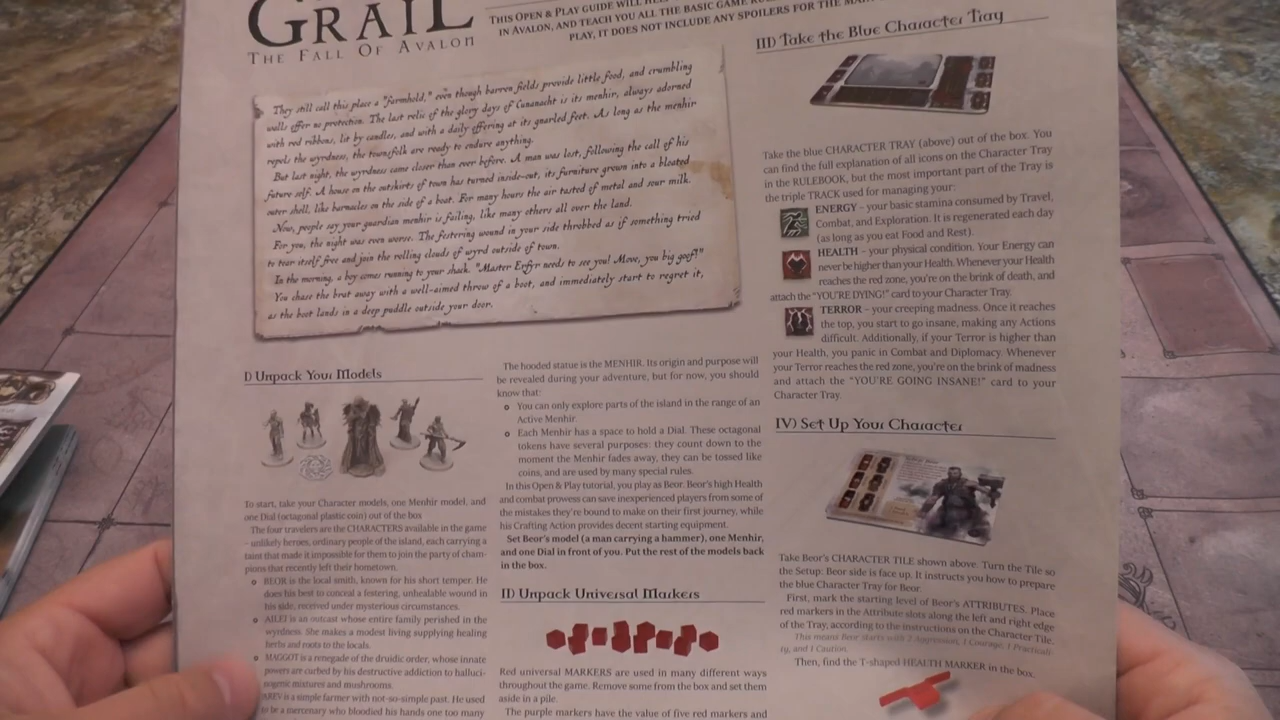 GRAIL
THE FALL OF AVALON
THIS OPEN & PLAY GUIDE WILL
IN AVALON, AND TEACH YOU ALL THE BASIC GAME
PLAY, IT DOES NOT INCLUDE ANY SPOILERS FOR THE
They still call this place a "farmhold," even though barren fields provide little food, and crumbling
walls offer no protection. The last relic of the glory days of Cunanacht is its menhir, always adorned
with red ribbons, lit by candles, and with a daily offering at its gnarled feet. As long as the menhir
repels the wyrdness, the townsfolk are ready to endure anything.
But last night, the wyrdness came closer than ever before. A man was lost, following the call of his
future self. A house on the outskirts of town has turned inside-out, its furniture grown into a bloated
outer shell, like barnacles on the side of a boat. For many hours the air tasted of metal and sour milk.
Now, people say your guardian menhir is failing, like many others all over the land.
For you, the night was even worse. The festering wound in your side throbbed as if something tried
to tear itself free and join the rolling clouds of wyrd outside of town.
In the morning, a boy comes running to your shack. "Master Erfyr needs to see you! Move, you big goof!"
You chase the brat away with a well-aimed throw of a boot, and immediately start to regret it,
as the boot lands in a deep puddle outside your door.
I) Unpack Your Models
To start, take your Character models, one Menhir model, and
one Dial (octagonal plastic coin) out of the box
The four travelers are the CHARACTERS available in the game
– unlikely heroes, ordinary people of the island, each carrying a
taint that made it impossible for them to join the party of cham-
pions that recently left their hometown.
BEOR is the local smith, known for his short temper. He
does his best to conceal a festering, unhealable wound in
his side, received under mysterious circumstances.
AILEI is an outcast whose entire family perished in the
wyrdness. She makes a modest living supplying healing
herbs and roots to the locals.
MAGGOT is a renegade of the druidic order, whose innate
powers are curbed by his destructive addiction to halluci-
nogenic mixtures and mushrooms.
AREV is a simple farmer with not-so-simple past. He used
to be a mercenary who bloodied his hands one too many
The hooded statue is the MENHIR. Its origin and purpose will
be revealed during your adventure, but for now, you should
know that:
You can only explore parts of the island in the range of an
Active Menhir.
Each Menhir has a space to hold a Dial. These octagonal
tokens have several purposes: they count down to the
moment the Menhir fades away, they can be tossed like
coins, and are used by many special rules.
In this Open & Play tutorial, you play as Beor. Beor's high Health
and combat prowess can save inexperienced players from some of
the mistakes they're bound to make on their first journey, while
his Crafting Action provides decent starting equipment.
Set Beor's model (a man carrying a hammer), one Menhir,
and one Dial in front of you. Put the rest of the models back
in the box.
II) Unpack Universal Markers
Red universal MARKERS are used in many different ways
throughout the game. Remove some from the box and set them
aside in a pile.
The purple markers have the value of five red markers and
III) Take the Blue Character Tray
Take the blue CHARACTER TRAY (above) out of the box. You
can find the full explanation of all icons on the Character Tray
in the RULEBOOK, but the most important part of the Tray is
the triple TRACK used for managing your:
ENERGY – your basic stamina consumed by Travel,
Combat, and Exploration. It is regenerated each day
(as long as you eat Food and Rest).
HEALTH – your physical condition. Your Energy can
never be higher than your Health. Whenever your Health
reaches the red zone, you're on the brink of death, and
attach the "YOU'RE DYING!" card to your Character Tray.
TERROR – your creeping madness. Once it reaches
the top, you start to go insane, making any Actions
difficult. Additionally, if your Terror is higher than
your Health, you panic in Combat and Diplomacy. Whenever
your Terror reaches the red zone, you're on the brink of madness
and attach the "YOU'RE GOING INSANE!" card to your
Character Tray.
IV) Set Up Your Character
Take Beor's CHARACTER TILE shown above. Turn the Tile so
the Setup: Beor side is face up. It instructs you how to prepare
the blue Character Tray for Beor.
First, mark the starting level of Beor's ATTRIBUTES. Place
red markers in the Attribute slots along the left and right edge
of the Tray, according to the instructions on the Character Tile.
This means Beor starts with 2 Aggression, 1 Courage, 1 Practicali-
ty, and 1 Caution.
Then, find the T-shaped HEALTH MARKER in the box.